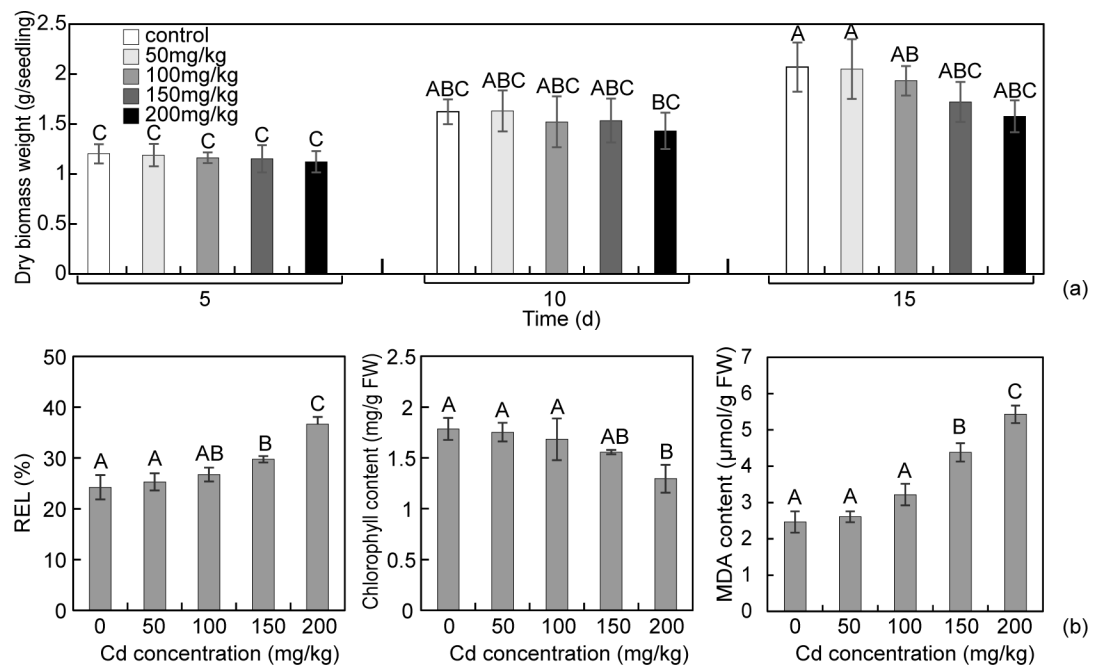 Dry biomass weight (g/seedling)
2.5
2
1.5
1
0.5
0
control
50mg/kg
100mg/kg
150mg/kg
200mg/kg
C C C C C
ABC ABC ABC ABC BC
A A AB ABC ABC
5 10 15
Time (d)
(a)
REL (%)
50
40
30
20
10
0
A A AB B C
0 50 100 150 200
Cd concentration (mg/kg)
Chlorophyll content (mg/g FW)
2.5
2
1.5
1
0.5
0
A A A AB B
0 50 100 150 200
Cd concentration (mg/kg)
MDA content (μmol/g FW)
7
6
5
4
3
2
1
0
A A A B C
0 50 100 150 200
Cd concentration (mg/kg)
(b)